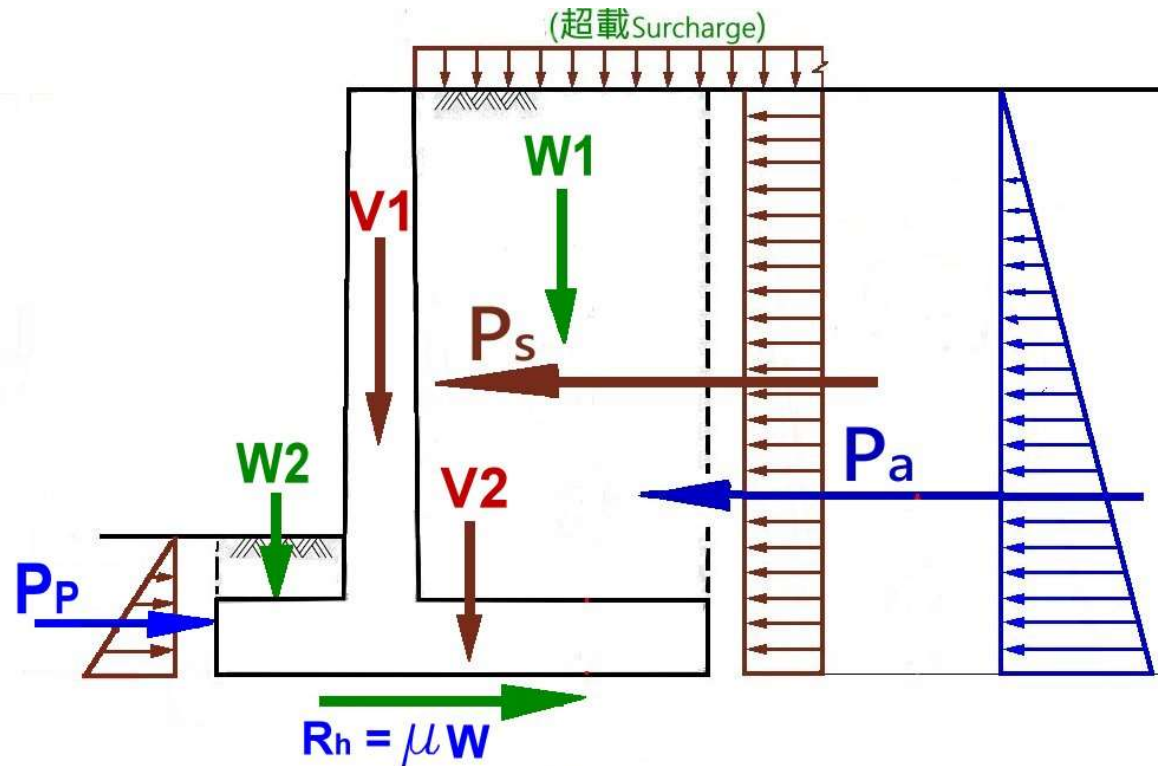 (超載Surcharge)
W1
V1
Ps
Pa
W2
V2
PP
Rh = μW